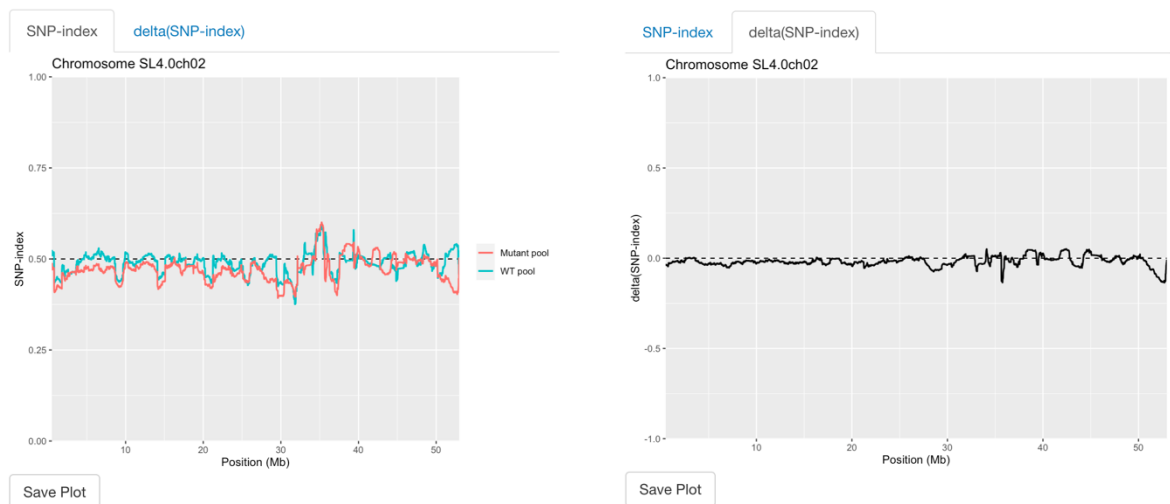 SNP-index delta(SNP-index)
Chromosome SL4.0ch02
1.00
0.75
0.50
0.25
0.00
SNP-index
10 20 30 40 50
Position (Mb)
Mutant pool
WT pool
Save Plot
SNP-index delta(SNP-index)
Chromosome SL4.0ch02
1.0
0.5
0.0
-0.5
-1.0
delta(SNP-index)
10 20 30 40 50
Position (Mb)
Save Plot